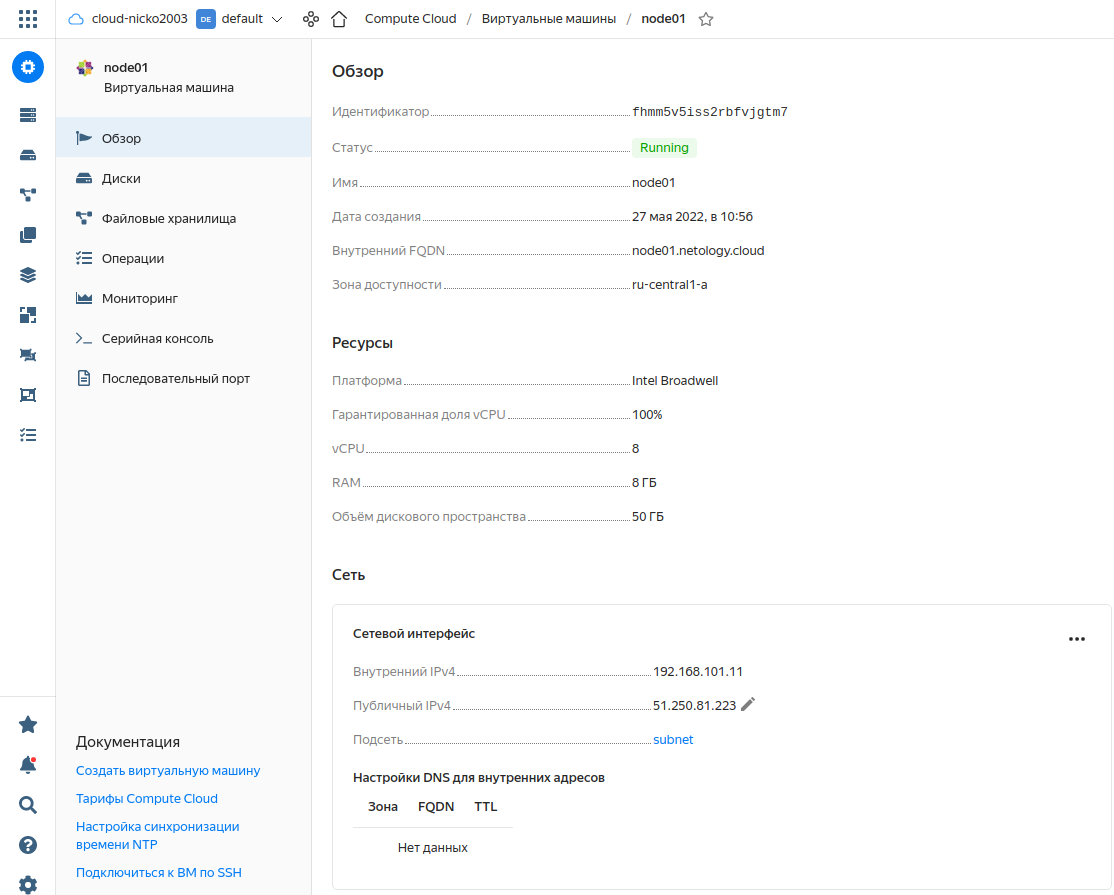 cloud-nicko2003 DE default Compute Cloud / Виртуальные машины / node01
node01
Виртуальная машина
Обзор
Диски
Файловые хранилища
Операции
Мониторинг
Серийная консоль
Последовательный порт
Документация
Создать виртуальную машину
Тарифы Compute Cloud
Настройка синхронизации
времени NTP
Подключиться к ВМ по SSH
Обзор
Идентификатор fhmm5v5iss2rbfvjgtm7
Статус Running
Имя node01
Дата создания 27 мая 2022, в 10:56
Внутренний FQDN node01.netology.cloud
Зона доступности ru-central1-a
Ресурсы
Платформа Intel Broadwell
Гарантированная доля vCPU 100%
vCPU 8
RAM 8 ГБ
Объём дискового пространства 50 ГБ
Сеть
Сетевой интерфейс
Внутренний IPv4 192.168.101.11
Публичный IPv4 51.250.81.223
Подсеть subnet
Настройки DNS для внутренних адресов
Зона FQDN TTL
Нет данных